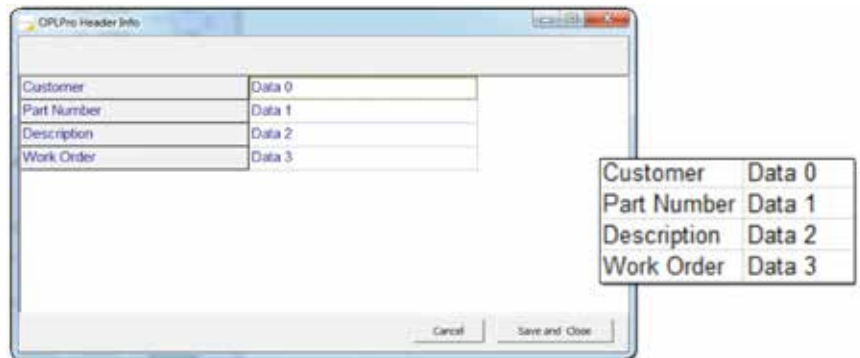 OPLPro Header Info
Customer Data 0
Part Number Data 1
Description Data 2
Work Order Data 3
Cancel Save and Close
Customer Data 0
Part Number Data 1
Description Data 2
Work Order Data 3